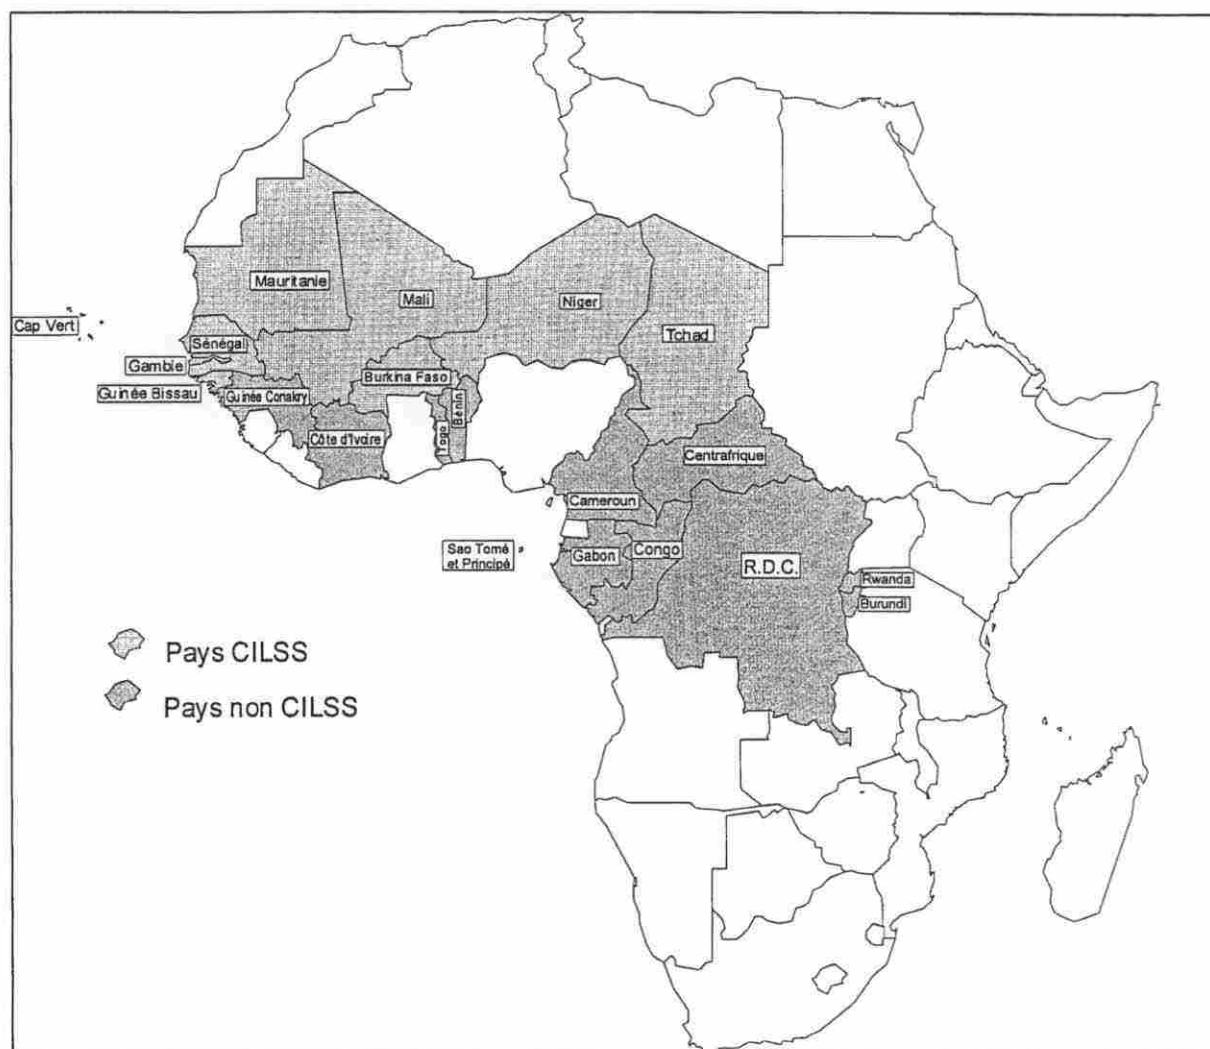 Mauritanie
Mali
Niger
Tchad
Cap Vert
Sénégal
Gambie
Guinée Bissau
Guinée Conakry
Burkina Faso
Bénin
Togo
Côte d'Ivoire
Centrafrique
Cameroun
Sao Tomé
et Principé
Gabon
Congo
R.D.C.
Rwanda
Burundi
Pays CILSS
Pays non CILSS